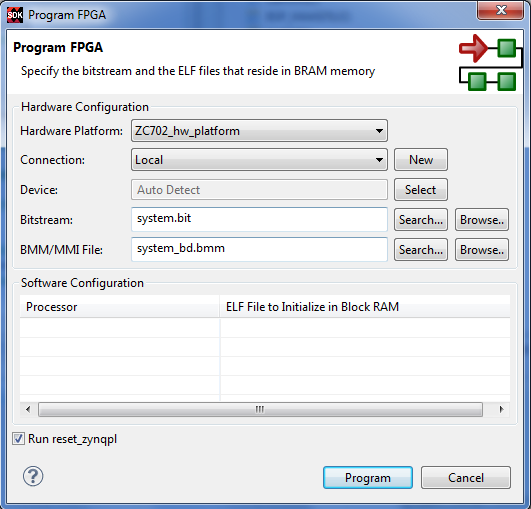 SDK Program FPGA
Program FPGA
Specify the bitstream and the ELF files that reside in BRAM memory
Hardware Configuration
Hardware Platform: ZC702_hw_platform
Connection: Local New
Device: Auto Detect Select
Bitstream: system.bit Search... Browse..
BMM/MMI File: system_bd.bmm Search... Browse..
Software Configuration
Processor ELF File to Initialize in Block RAM
Run reset_zynqpl
? Program Cancel